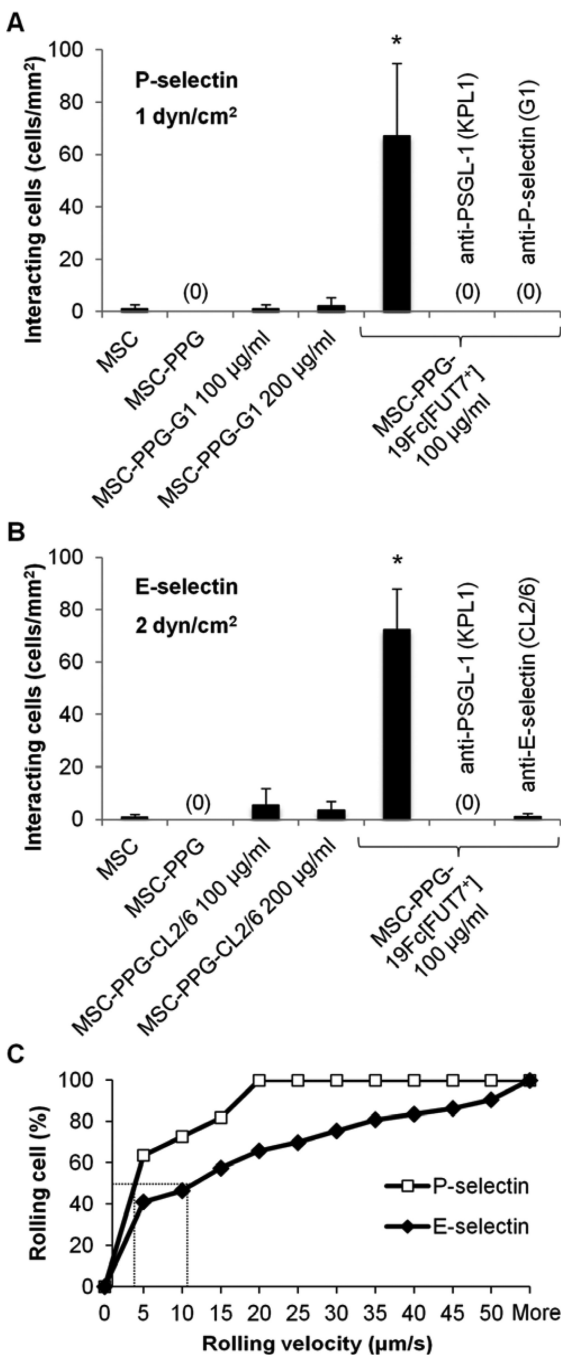 A
Interacting cells (cells/mm²)
100
80
60
40
20
0
P-selectin
1 dyn/cm²
*
(0)
(0)
(0)
anti-PSGL-1 (KPL1)
anti-P-selectin (G1)
MSC
MSC-PPG
MSC-PPG-G1 100 µg/ml
MSC-PPG-G1 200 µg/ml
MSC-PPG-
19Fc[FUT7⁺]
100 µg/ml
B
Interacting cells (cells/mm²)
100
80
60
40
20
0
E-selectin
2 dyn/cm²
*
(0)
(0)
anti-PSGL-1 (KPL1)
anti-E-selectin (CL2/6)
MSC
MSC-PPG
MSC-PPG-CL2/6 100 µg/ml
MSC-PPG-CL2/6 200 µg/ml
MSC-PPG-
19Fc[FUT7⁺]
100 µg/ml
C
Rolling cell (%)
100
80
60
40
20
0
P-selectin
E-selectin
0 5 10 15 20 25 30 35 40 45 50 More
Rolling velocity (µm/s)